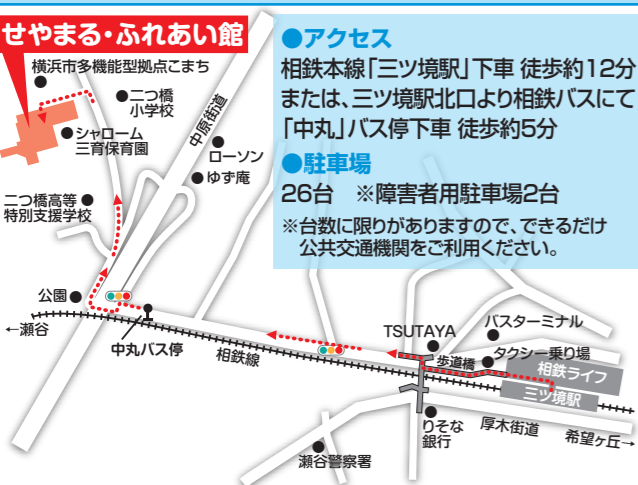 せやまる・ふれあい館
●アクセス
相鉄本線「三ツ境駅」下車 徒歩約12分
または、三ツ境駅北口より相鉄バスにて
「中丸」バス停下車 徒歩約5分
●駐車場
26台 ※障害者用駐車場2台
※台数に限りがありますので、できるだけ
公共交通機関をご利用ください。
横浜市多機能型拠点こまち
二つ橋
小学校
シャローム
三育保育園
中原街道
ローソン
ゆず庵
二つ橋高等
特別支援学校
公園
←瀬谷
中丸バス停
相鉄線
TSUTAYA
バスターミナル
歩道橋
タクシー乗り場
相鉄ライフ
三ツ境駅
りそな
銀行
厚木街道
希望ヶ丘→
瀬谷警察署